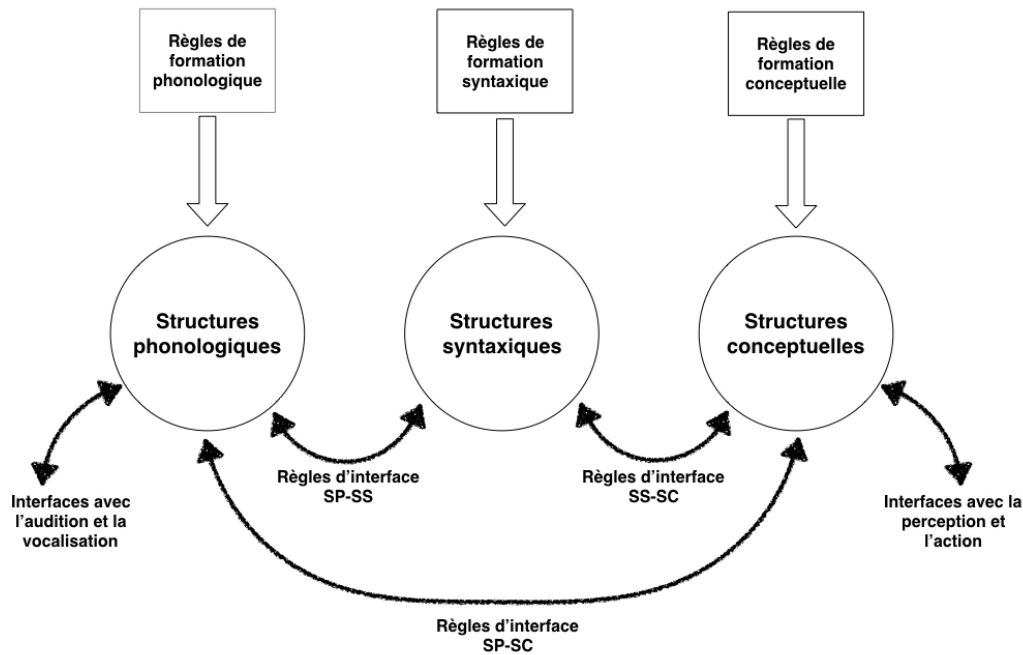 Règles de
formation
phonologique
Règles de
formation
syntaxique
Règles de
formation
conceptuelle
Structures
phonologiques
Structures
syntaxiques
Structures
conceptuelles
Règles d'interface
SP-SS
Règles d'interface
SS-SC
Interfaces avec
l'audition et la
vocalisation
Interfaces avec la
perception et
l'action
Règles d'interface
SP-SC